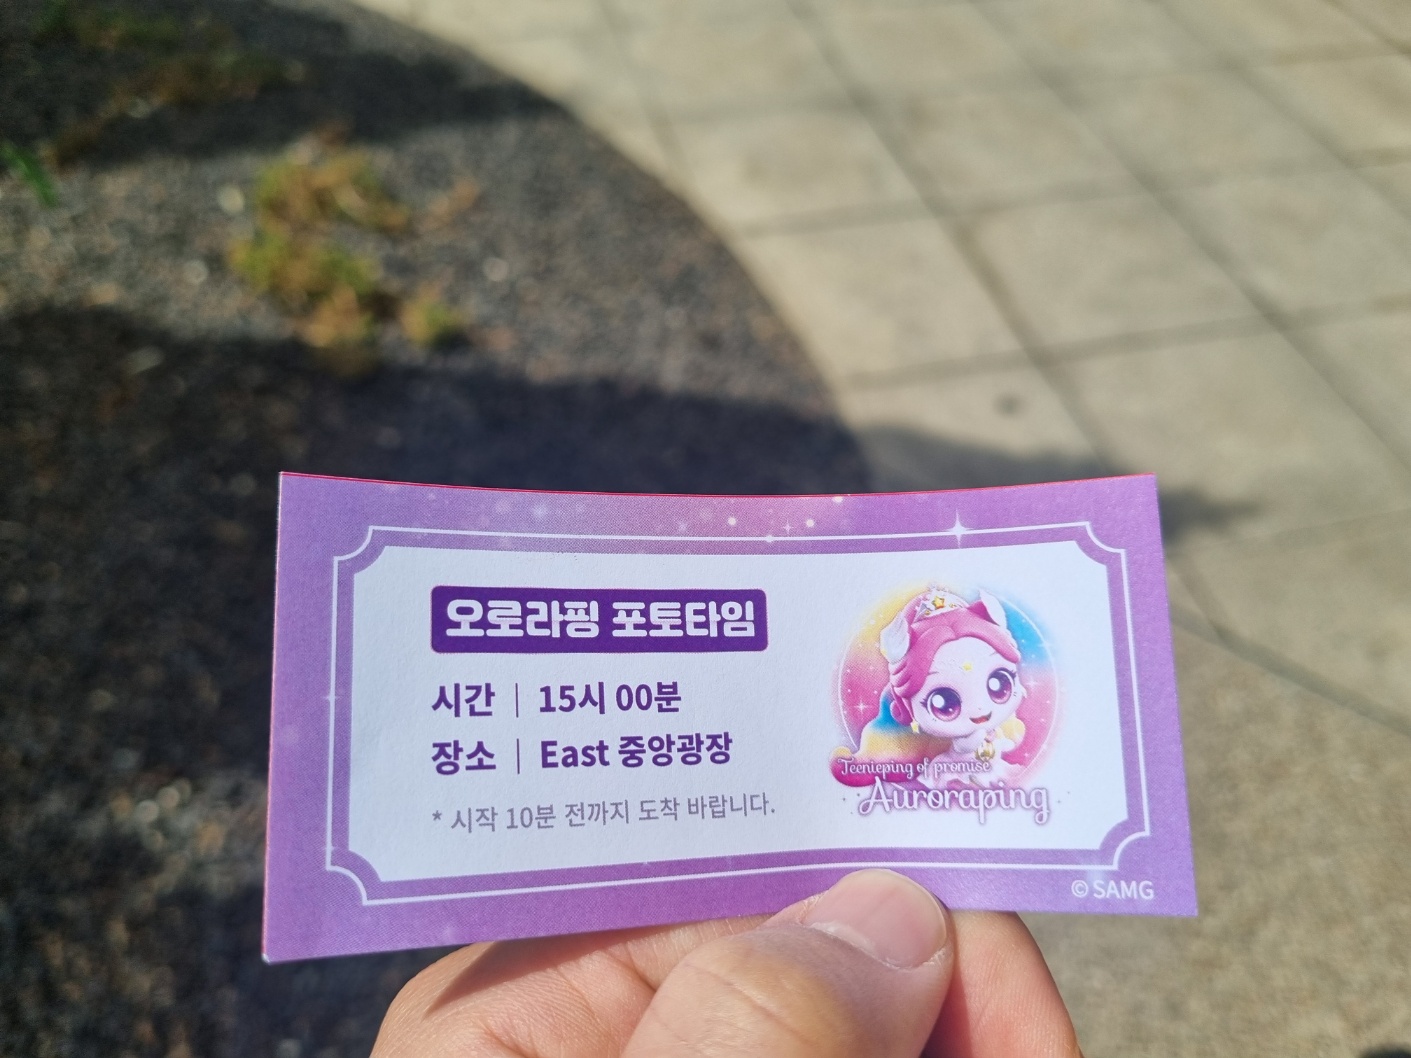 오로라핑 포토타임
시간 | 15시 00분
장소 | East 중앙광장
* 시작 10분 전까지 도착 바랍니다.
Teenieping of promise
Auroraping
© SAMG